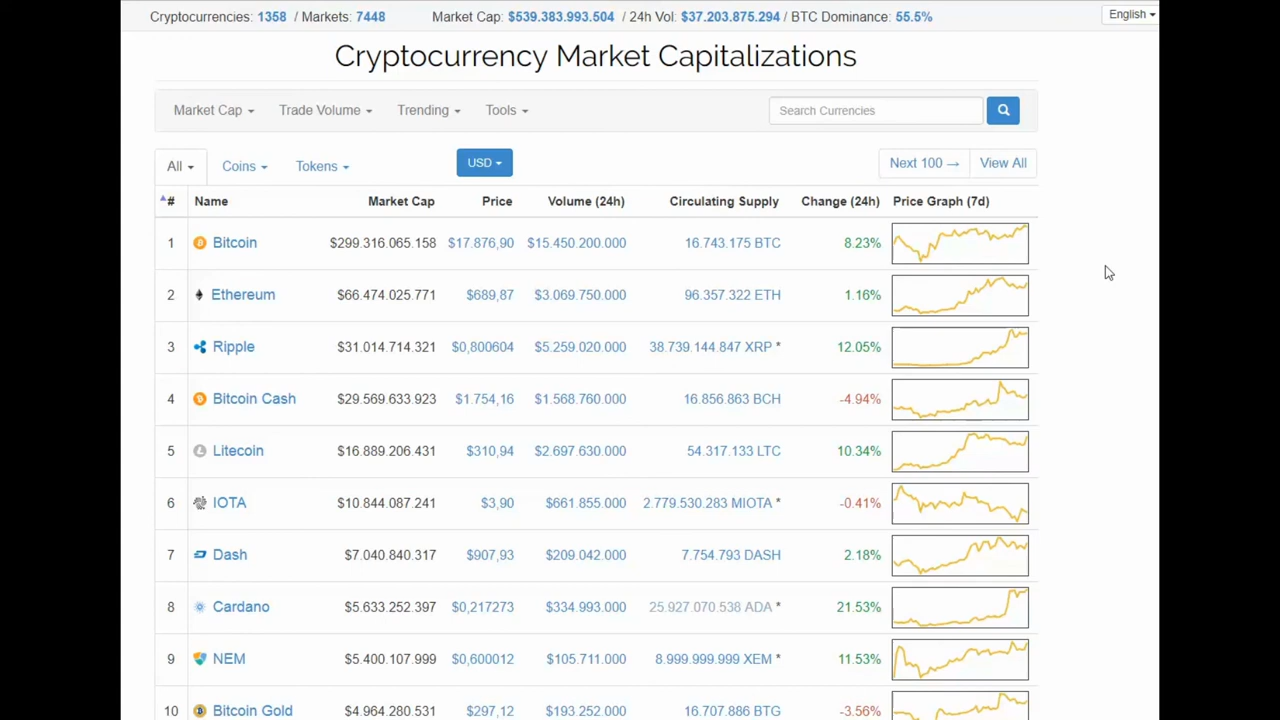 Cryptocurrencies: 1358 / Markets: 7448 Market Cap: $539.383.993.504 / 24h Vol: $37.203.875.294 / BTC Dominance: 55.5% English
Cryptocurrency Market Capitalizations
Market Cap Trade Volume Trending Tools Search Currencies
All Coins Tokens USD Next 100 → View All
# Name Market Cap Price Volume (24h) Circulating Supply Change (24h) Price Graph (7d)
1 Bitcoin $299.316.065.158 $17.876,90 $15.450.200.000 16.743.175 BTC 8.23%
2 Ethereum $66.474.025.771 $689,87 $3.069.750.000 96.357.322 ETH 1.16%
3 Ripple $31.014.714.321 $0,800604 $5.259.020.000 38.739.144.847 XRP * 12.05%
4 Bitcoin Cash $29.569.633.923 $1.754,16 $1.568.760.000 16.856.863 BCH -4.94%
5 Litecoin $16.889.206.431 $310,94 $2.697.630.000 54.317.133 LTC 10.34%
6 IOTA $10.844.087.241 $3,90 $661.855.000 2.779.530.283 MIOTA * -0.41%
7 Dash $7.040.840.317 $907,93 $209.042.000 7.754.793 DASH 2.18%
8 Cardano $5.633.252.397 $0,217273 $334.993.000 25.927.070.538 ADA * 21.53%
9 NEM $5.400.107.999 $0,600012 $105.711.000 8.999.999.999 XEM * 11.53%
10 Bitcoin Gold $4.964.280.531 $297,12 $193.252.000 16.707.886 BTG -3.56%